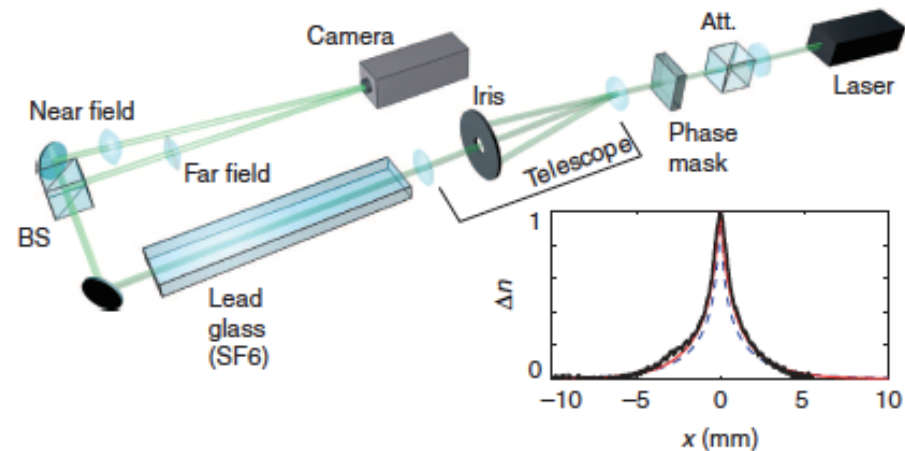 Camera
Att.
Iris
Laser
Near field
Phase
mask
Telescope
Far field
BS
Lead
glass
(SF6)
1
Δn
0
−10
−5
0
5
10
x (mm)